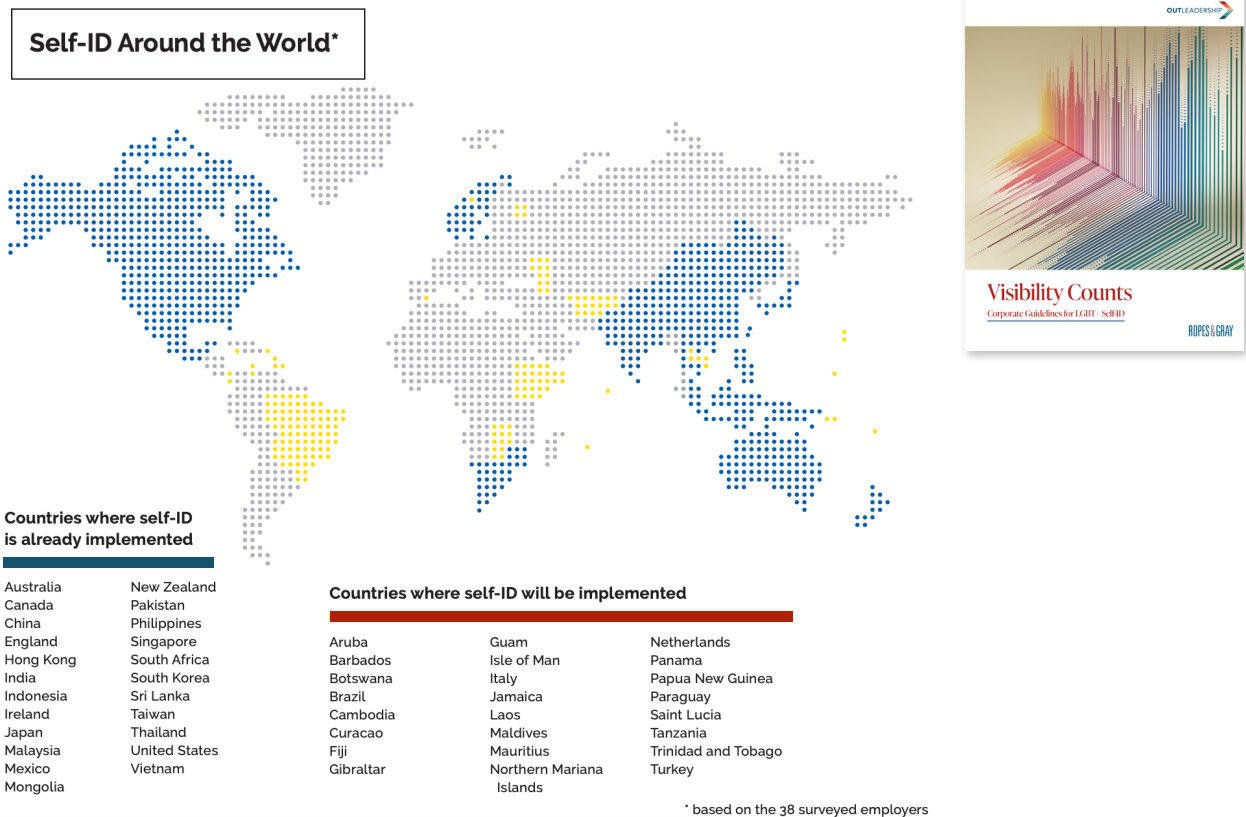 Self-ID Around the World*
OUTLEADERSHIP
Visibility Counts
Corporate Guidelines for LGBT+ Self-ID
ROPES & GRAY
Countries where self-ID
is already implemented
Australia
Canada
China
England
Hong Kong
India
Indonesia
Ireland
Japan
Malaysia
Mexico
Mongolia
New Zealand
Pakistan
Philippines
Singapore
South Africa
South Korea
Sri Lanka
Taiwan
Thailand
United States
Vietnam
Countries where self-ID will be implemented
Aruba
Barbados
Botswana
Brazil
Cambodia
Curacao
Fiji
Gibraltar
Guam
Isle of Man
Italy
Jamaica
Laos
Maldives
Mauritius
Northern Mariana
Islands
Netherlands
Panama
Papua New Guinea
Paraguay
Saint Lucia
Tanzania
Trinidad and Tobago
Turkey
* based on the 38 surveyed employers